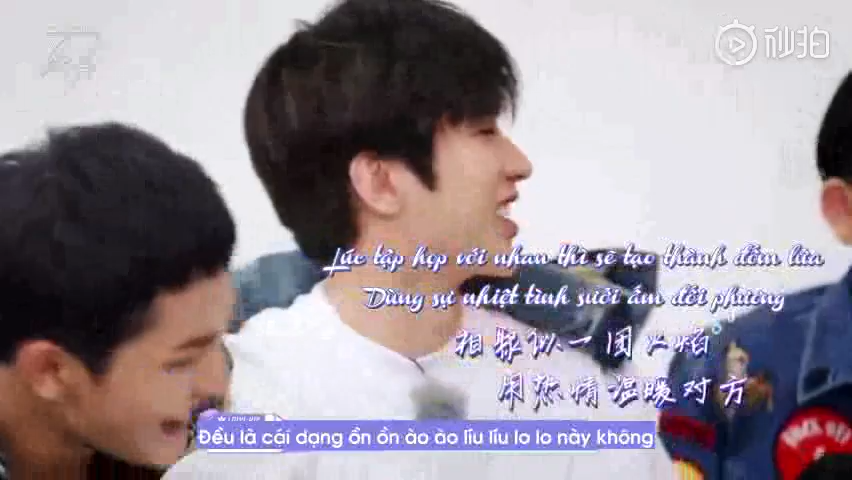 秒拍
Lúc tập họp với nhau thì sẽ tạo thành đốm lửa
Dùng sự nhiệt tình sưởi ấm đối phương
相聚似一团火焰
用热情温暖对方
Đều là cái dạng ồn ồn ào ào líu líu lo lo này không